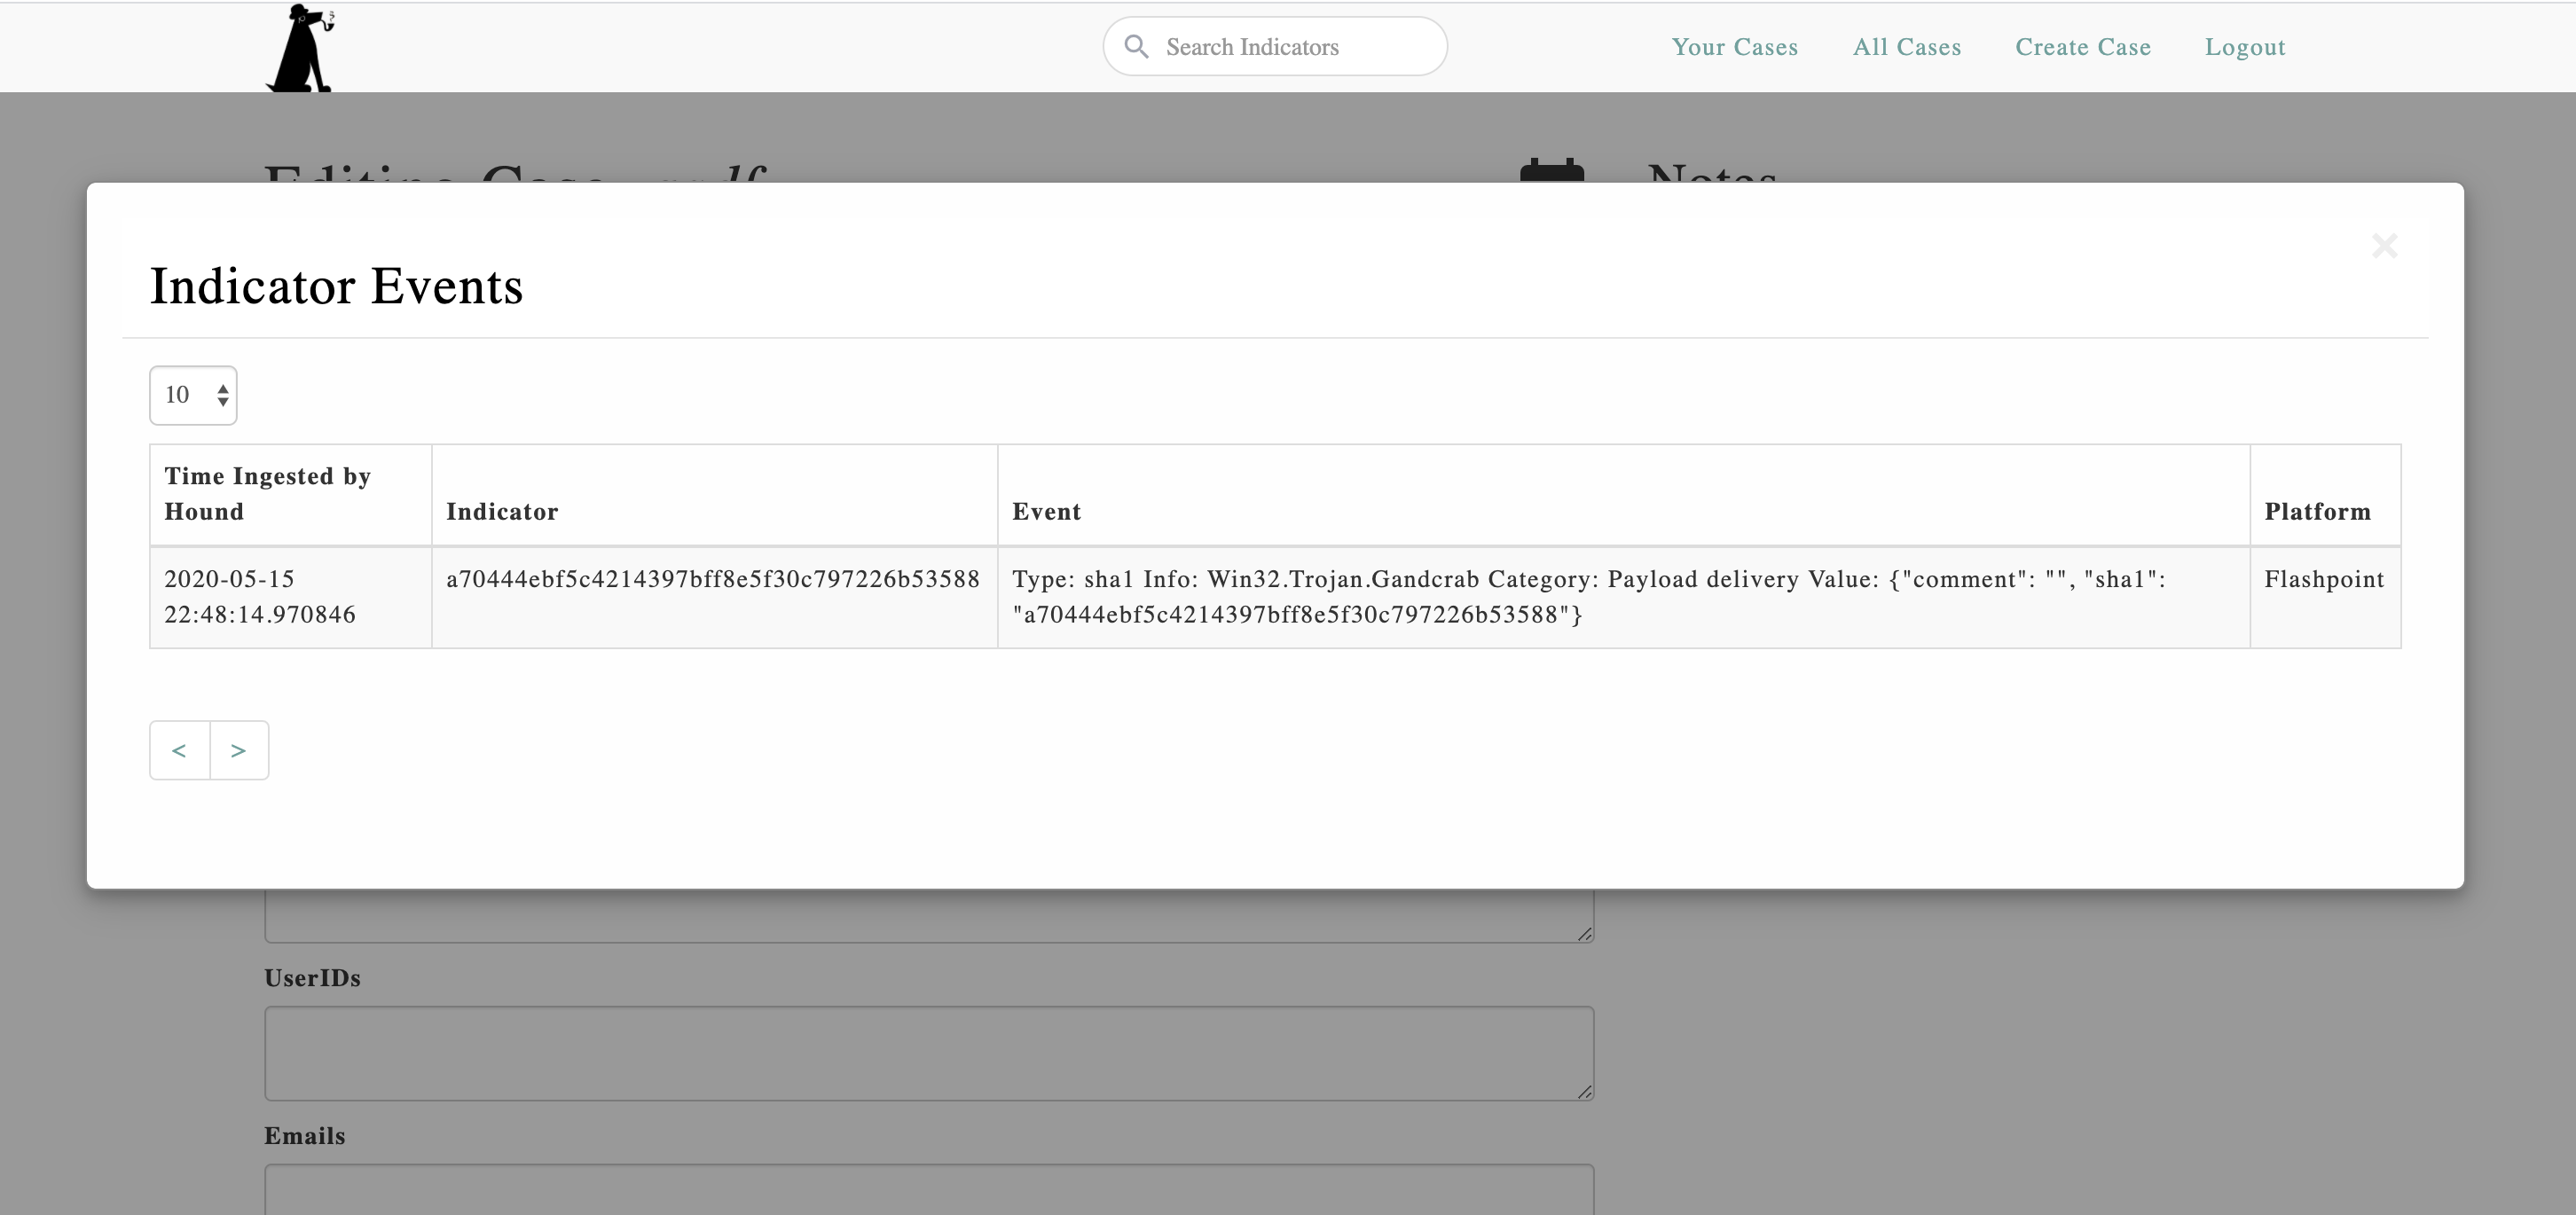 Search Indicators
Your Cases
All Cases
Create Case
Logout
Editing Case
Notes
Indicator Events
×
10
Time Ingested by
Hound
Indicator
Event
Platform
2020-05-15
22:48:14.970846
a70444ebf5c4214397bff8e5f30c797226b53588
Type: sha1 Info: Win32.Trojan.Gandcrab Category: Payload delivery Value: {"comment": "", "sha1":
"a70444ebf5c4214397bff8e5f30c797226b53588"}
Flashpoint
<
>
UserIDs
Emails